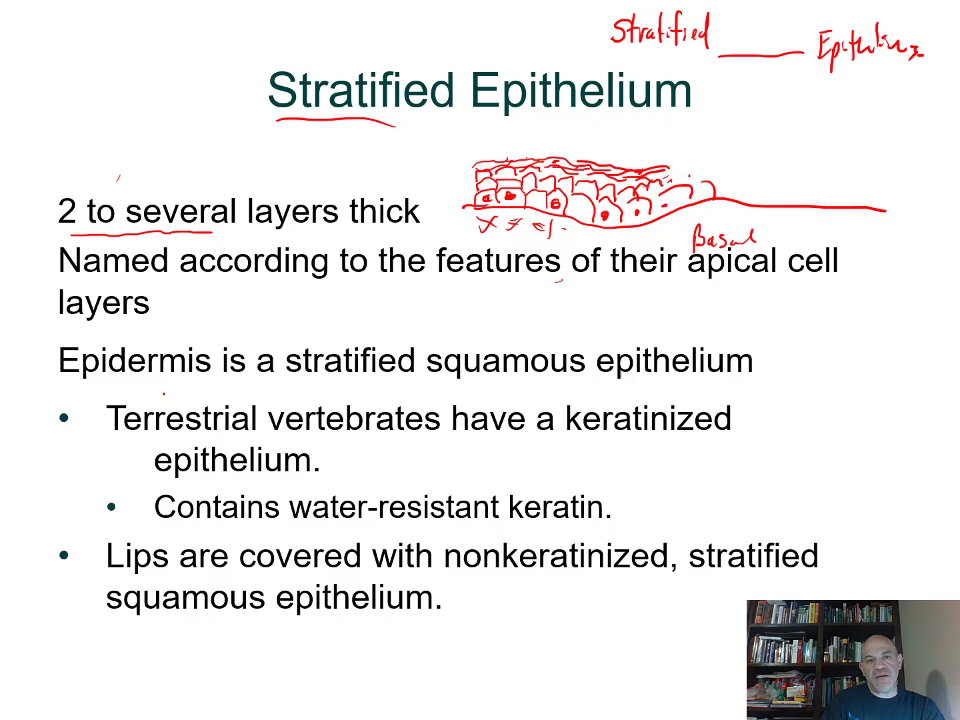 Stratified ____ Epithelium
Stratified Epithelium
2 to several layers thick
Basal
Named according to the features of their apical cell
layers
Epidermis is a stratified squamous epithelium
• Terrestrial vertebrates have a keratinized
epithelium.
• Contains water-resistant keratin.
• Lips are covered with nonkeratinized, stratified
squamous epithelium.